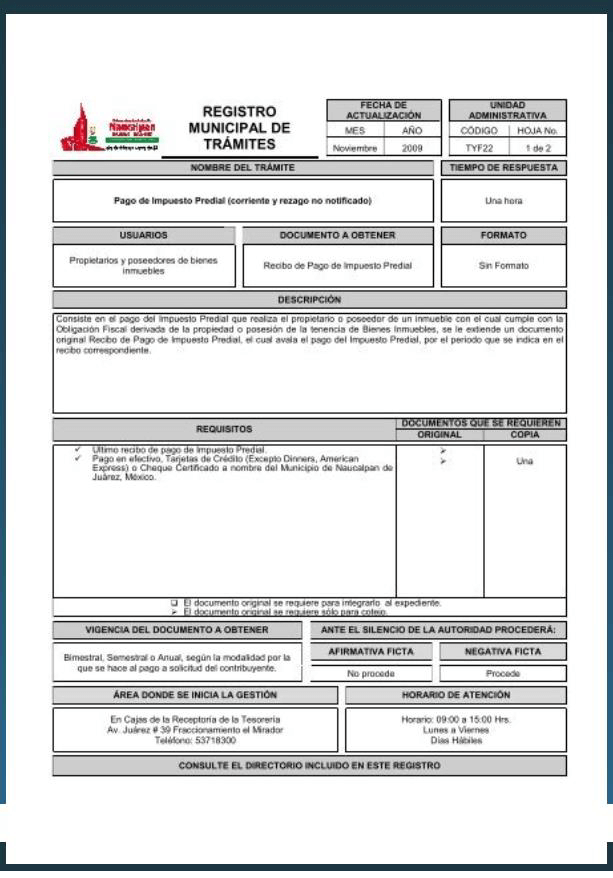 Naucalpan
REGISTRO
MUNICIPAL DE
TRÁMITES
FECHA DE
ACTUALIZACIÓN
MES AÑO
Noviembre 2009
UNIDAD
ADMINISTRATIVA
CÓDIGO HOJA No.
TYF22 1 de 2
NOMBRE DEL TRÁMITE
TIEMPO DE RESPUESTA
Pago de Impuesto Predial (corriente y rezago no notificado)
Una hora
USUARIOS
DOCUMENTO A OBTENER
FORMATO
Propietarios y poseedores de bienes
inmuebles
Recibo de Pago de Impuesto Predial
Sin Formato
DESCRIPCIÓN
Consiste en el pago del Impuesto Predial que realiza el propietario o poseedor de un inmueble con el cual cumple con la
Obligación Fiscal derivada de la propiedad o posesión de la tenencia de Bienes Inmuebles, se le extiende un documento
original Recibo de Pago de Impuesto Predial, el cual avala el pago del Impuesto Predial, por el periodo que se indica en el
recibo correspondiente.
REQUISITOS
DOCUMENTOS QUE SE REQUIEREN
ORIGINAL COPIA
✓ Ultimo recibo de pago de Impuesto Predial.
✓ Pago en efectivo, Tarjetas de Crédito (Excepto Dinners, American
Express) o Cheque Certificado a nombre del Municipio de Naucalpan de
Juárez, México.
➢
➢
Una
❑ El documento original se requiere para integrarlo al expediente.
➢ El documento original se requiere sólo para cotejo.
VIGENCIA DEL DOCUMENTO A OBTENER
ANTE EL SILENCIO DE LA AUTORIDAD PROCEDERÁ:
Bimestral, Semestral o Anual, según la modalidad por la
que se hace al pago a solicitud del contribuyente.
AFIRMATIVA FICTA
NEGATIVA FICTA
No procede
Procede
ÁREA DONDE SE INICIA LA GESTIÓN
HORARIO DE ATENCIÓN
En Cajas de la Receptoría de la Tesorería
Av. Juárez # 39 Fraccionamiento el Mirador
Teléfono: 53718300
Horario: 09:00 a 15:00 Hrs.
Lunes a Viernes
Días Hábiles
CONSULTE EL DIRECTORIO INCLUIDO EN ESTE REGISTRO